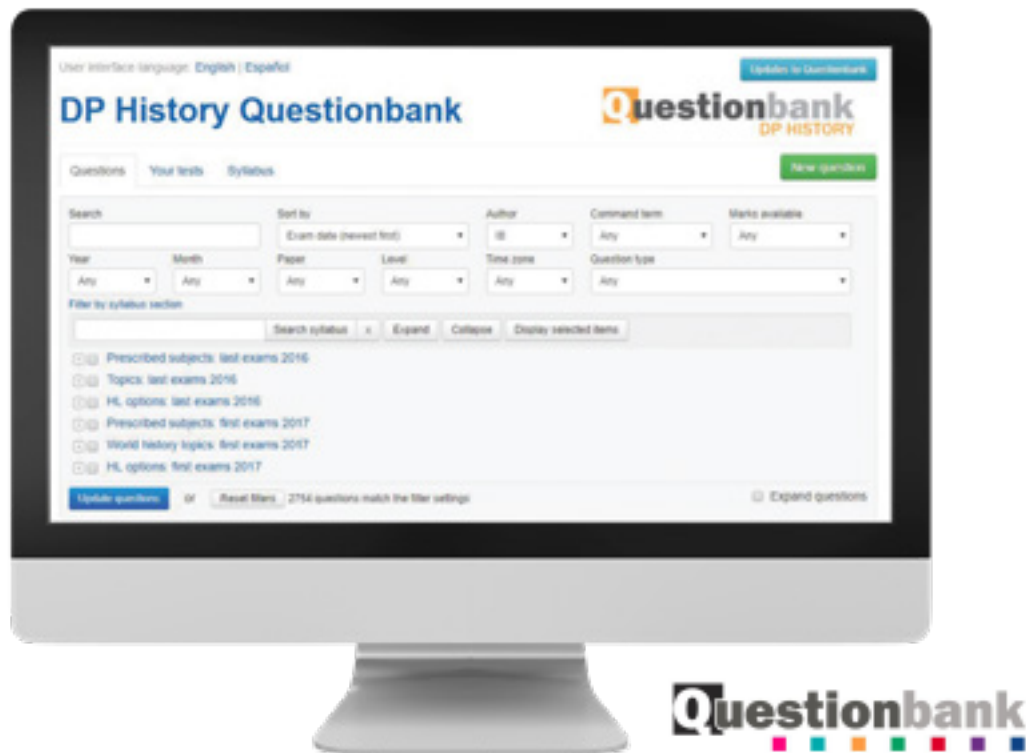 User interface language: English | Español
Updates to Questionbank
DP History Questionbank
Questionbank
DP HISTORY
Questions Your tests Syllabus
New question
Search Sort by Author Command term Marks available
Exam date (newest first) IB Any Any
Year Month Paper Level Time zone Question type
Any Any Any Any Any Any
Filter by syllabus section
Search syllabus x Expand Collapse Display selected items
Prescribed subjects: last exams 2016
Topics: last exams 2016
HL options: last exams 2016
Prescribed subjects: first exams 2017
World history topics: first exams 2017
HL options: first exams 2017
Update questions or Reset filters 2754 questions match the filter settings
Expand questions
Questionbank